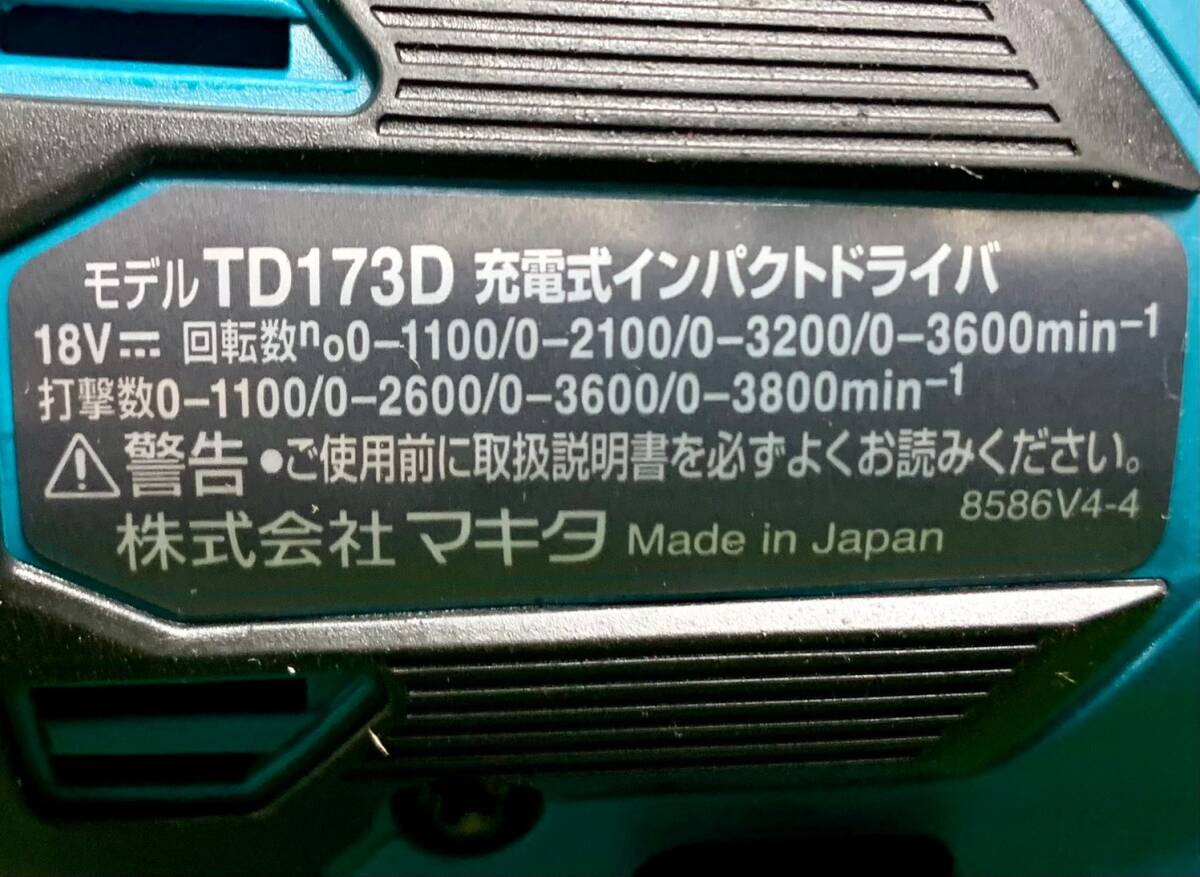 モデルTD173D 充電式インパクトドライバ
18V⎓ 回転数n₀0-1100/0-2100/0-3200/0-3600min⁻¹
打撃数0-1100/0-2600/0-3600/0-3800min⁻¹
⚠警告 ●ご使用前に取扱説明書を必ずよくお読みください。
8586V4-4
株式会社マキタ Made in Japan